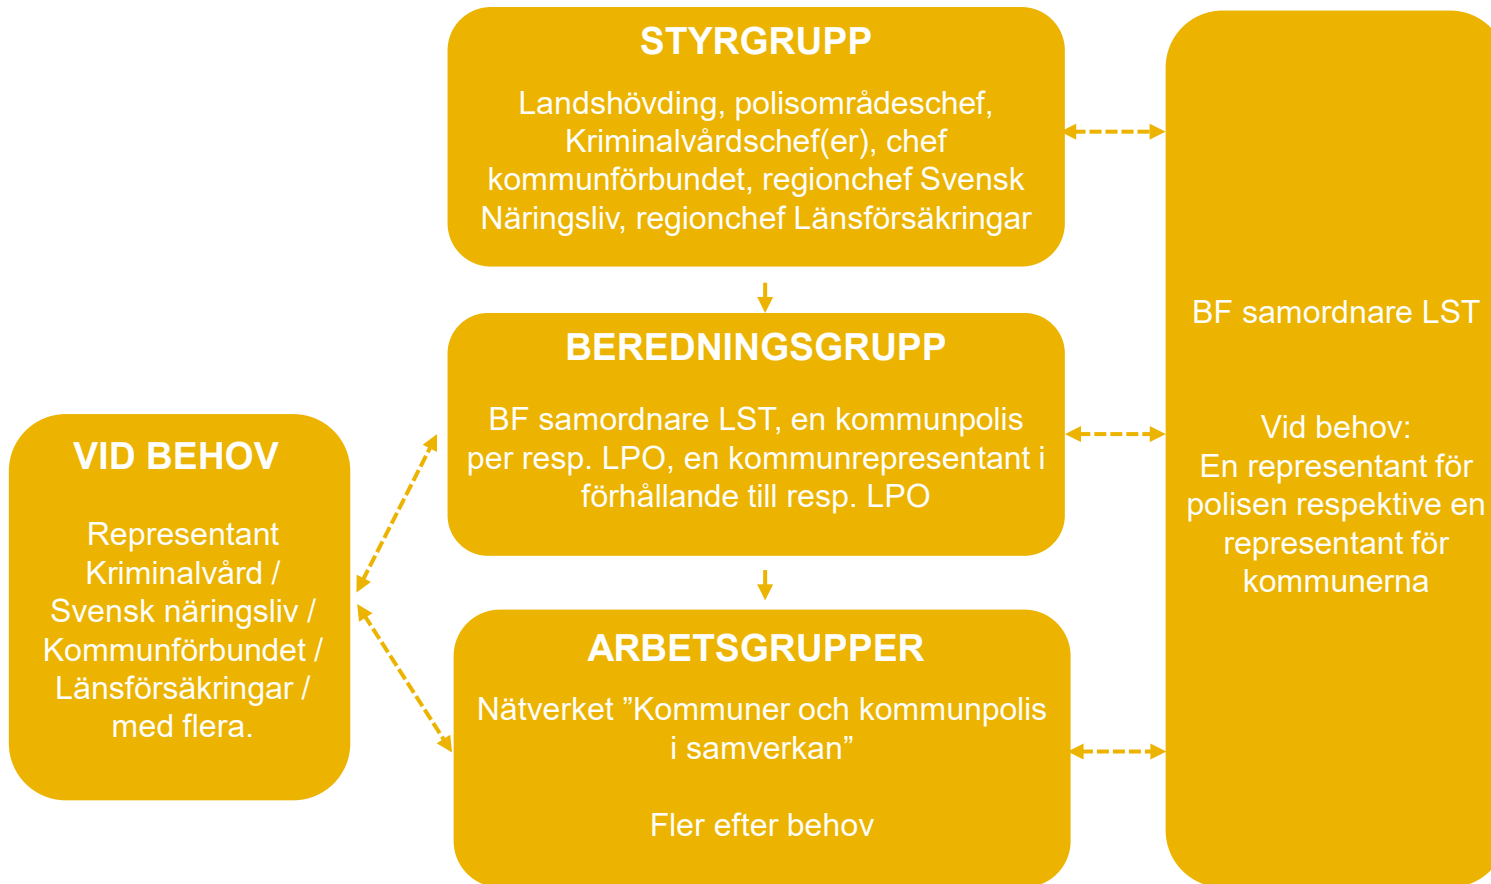 STYRGRUPP
Landshövding, polisområdeschef,
Kriminalvårdschef(er), chef
kommunförbundet, regionchef Svensk
Näringsliv, regionchef Länsförsäkringar
BEREDNINGSGRUPP
BF samordnare LST, en kommunpolis
per resp. LPO, en kommunrepresentant i
förhållande till resp. LPO
VID BEHOV
Representant
Kriminalvård /
Svensk näringsliv /
Kommunförbundet /
Länsförsäkringar /
med flera.
ARBETSGRUPPER
Nätverket ”Kommuner och kommunpolis
i samverkan”
Fler efter behov
BF samordnare LST
Vid behov:
En representant för
polisen respektive en
representant för
kommunerna